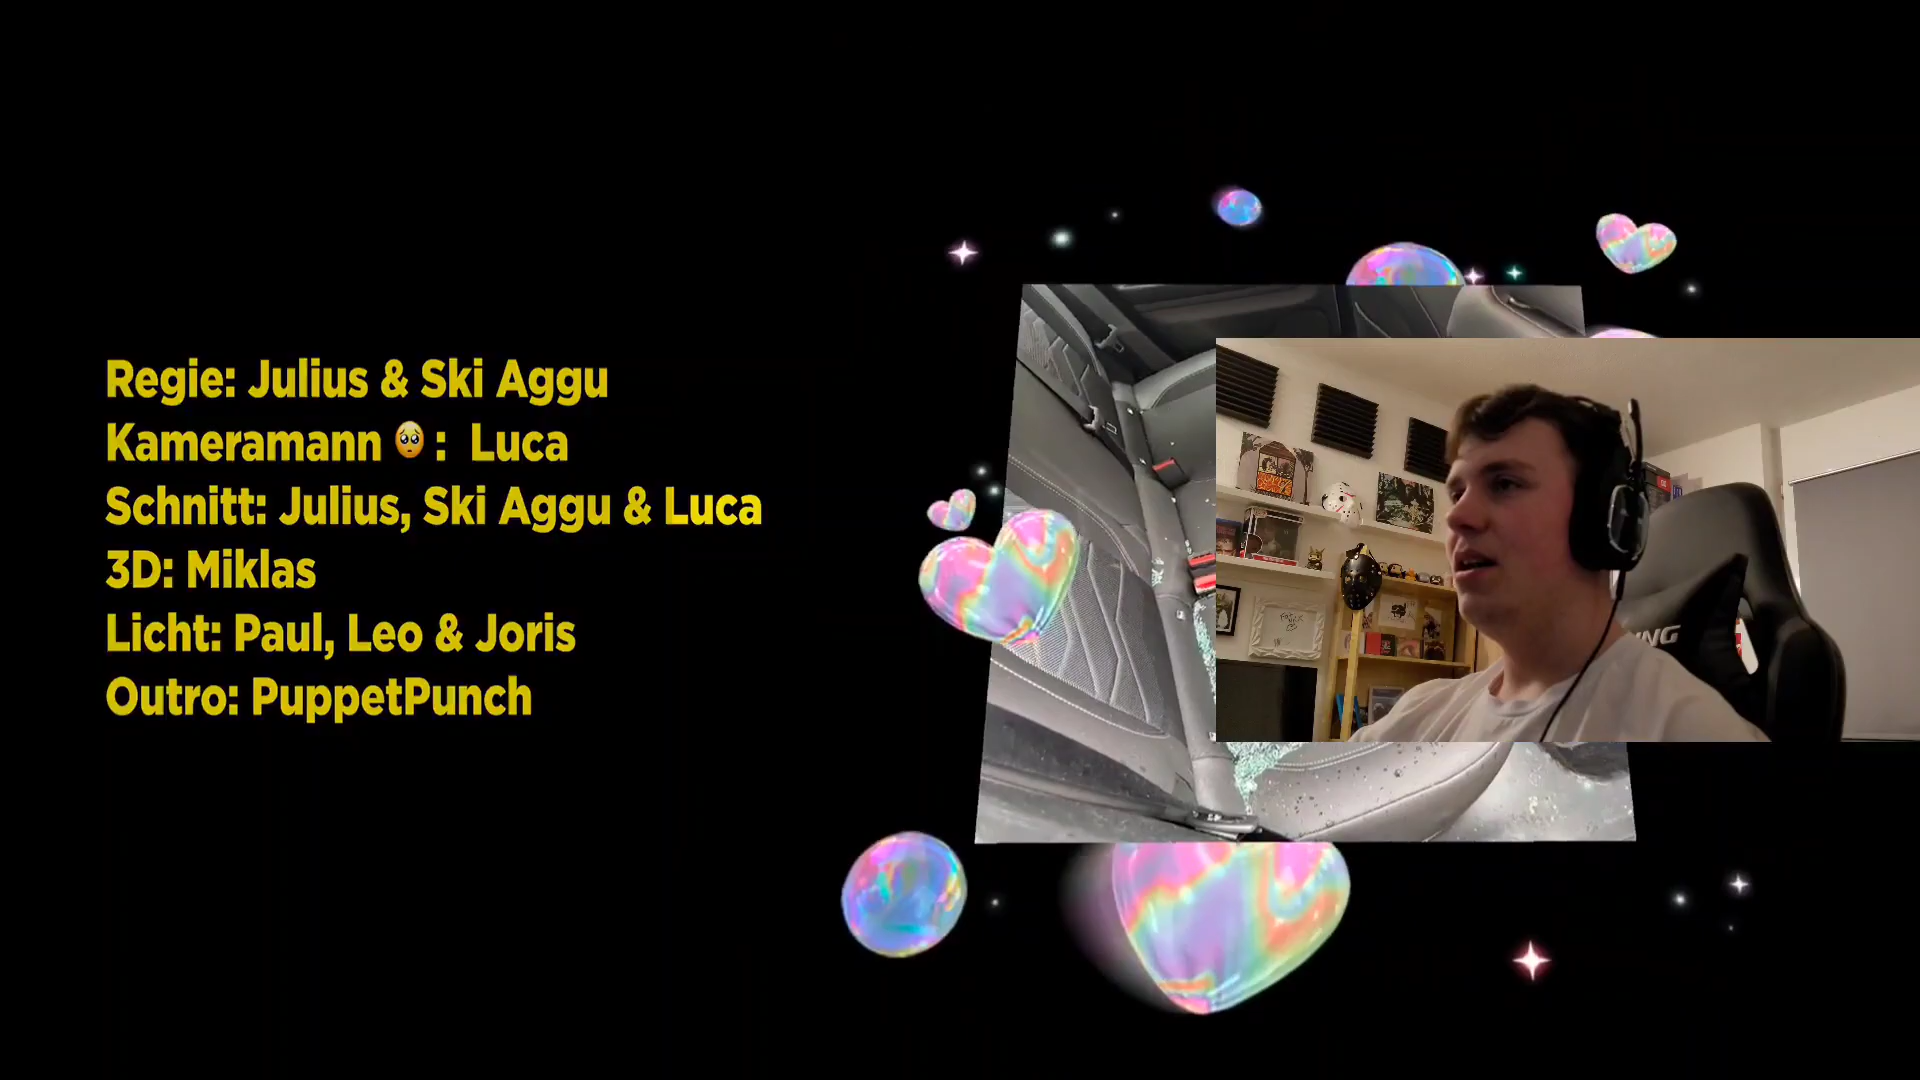 Regie: Julius & Ski Aggu
Kameramann 🥺 : Luca
Schnitt: Julius, Ski Aggu & Luca
3D: Miklas
Licht: Paul, Leo & Joris
Outro: PuppetPunch